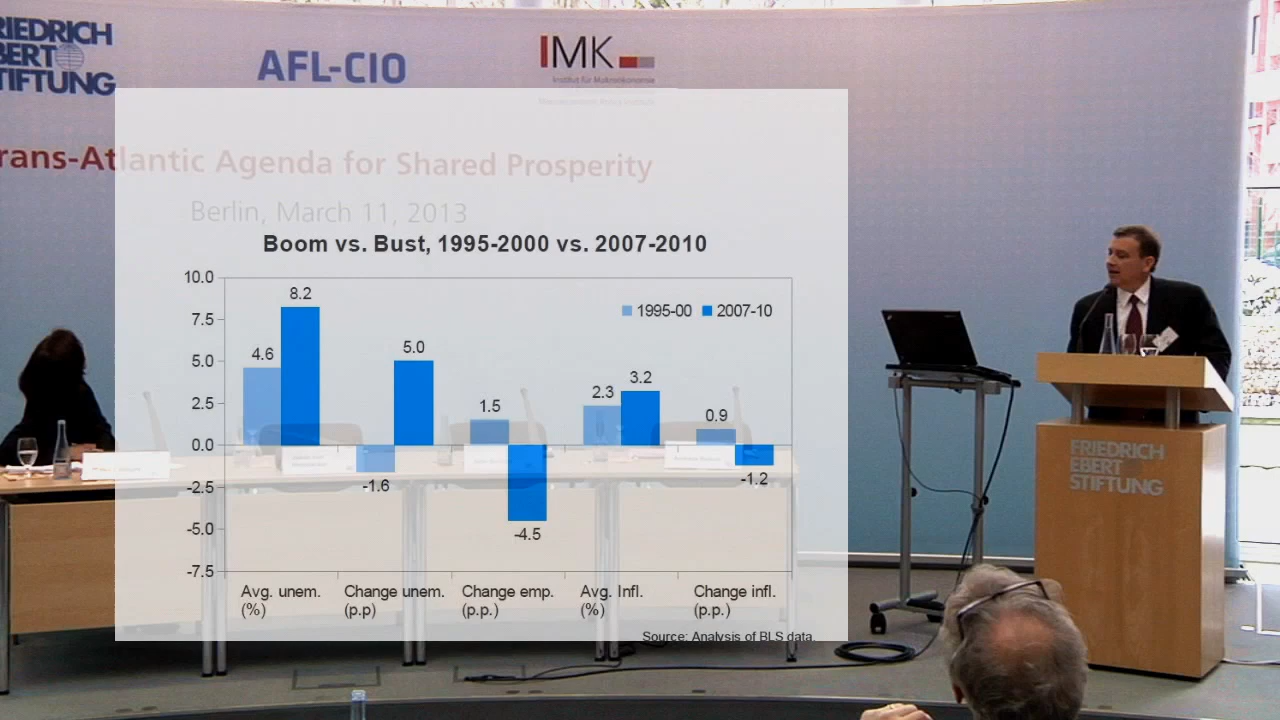 RIEDRICH
EBERT
STIFTUNG
AFL-CIO
IMK
Institut für Makroökonomie
rans-Atlantic Agenda for Shared Prosperity
Berlin, March 11, 2013
Boom vs. Bust, 1995-2000 vs. 2007-2010
1995-00 2007-10
10.0
7.5
5.0
2.5
0.0
-2.5
-5.0
-7.5
4.6 8.2
-1.6 5.0
1.5 -4.5
2.3 3.2
0.9 -1.2
Avg. unem.
(%)
Change unem.
(p.p)
Change emp.
(p.p.)
Avg. Infl.
(%)
Change infl.
(p.p.)
Source: Analysis of BLS data.
FRIEDRICH
EBERT
STIFTUNG